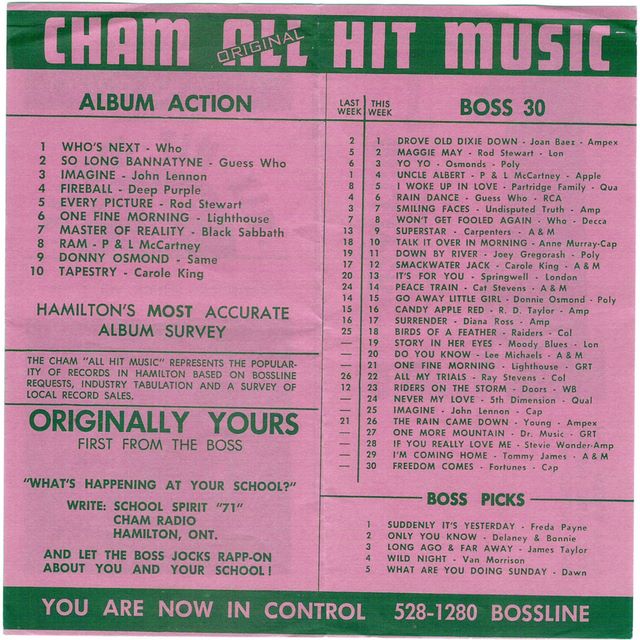 CHAM ALL HIT MUSIC
ORIGINAL
ALBUM ACTION
1 WHO'S NEXT - Who
2 SO LONG BANNATYNE - Guess Who
3 IMAGINE - John Lennon
4 FIREBALL - Deep Purple
5 EVERY PICTURE - Rod Stewart
6 ONE FINE MORNING - Lighthouse
7 MASTER OF REALITY - Black Sabbath
8 RAM - P & L McCartney
9 DONNY OSMOND - Same
10 TAPESTRY - Carole King
HAMILTON'S MOST ACCURATE
ALBUM SURVEY
THE CHAM "ALL HIT MUSIC" REPRESENTS THE POPULAR-
ITY OF RECORDS IN HAMILTON BASED ON BOSSLINE
REQUESTS, INDUSTRY TABULATION AND A SURVEY OF
LOCAL RECORD SALES.
ORIGINALLY YOURS
FIRST FROM THE BOSS
"WHAT'S HAPPENING AT YOUR SCHOOL?"
WRITE: SCHOOL SPIRIT "71"
CHAM RADIO
HAMILTON, ONT.
AND LET THE BOSS JOCKS RAPP-ON
ABOUT YOU AND YOUR SCHOOL!
LAST WEEK THIS WEEK BOSS 30
2 1 DROVE OLD DIXIE DOWN - Joan Baez - Ampex
5 2 MAGGIE MAY - Rod Stewart - Lon
6 3 YO YO - Osmonds - Poly
1 4 UNCLE ALBERT - P & L McCartney - Apple
8 5 I WOKE UP IN LOVE - Partridge Family - Qua
4 6 RAIN DANCE - Guess Who - RCA
3 7 SMILING FACES - Undisputed Truth - Amp
7 8 WON'T GET FOOLED AGAIN - Who - Decca
13 9 SUPERSTAR - Carpenters - A & M
18 10 TALK IT OVER IN MORNING - Anne Murray-Cap
19 11 DOWN BY RIVER - Joey Gregorash - Poly
17 12 SMACKWATER JACK - Carole King - A & M
20 13 IT'S FOR YOU - Springwell - London
24 14 PEACE TRAIN - Cat Stevens - A & M
14 15 GO AWAY LITTLE GIRL - Donnie Osmond - Poly
15 16 CANDY APPLE RED - R. D. Taylor - Amp
16 17 SURRENDER - Diana Ross - Amp
25 18 BIRDS OF A FEATHER - Raiders - Col
— 19 STORY IN HER EYES - Moody Blues - Lon
— 20 DO YOU KNOW - Lee Michaels - A & M
— 21 ONE FINE MORNING - Lighthouse - GRT
26 22 ALL MY TRIALS - Ray Stevens - Col
12 23 RIDERS ON THE STORM - Doors - WB
— 24 NEVER MY LOVE - 5th Dimension - Qual
— 25 IMAGINE - John Lennon - Cap
21 26 THE RAIN CAME DOWN - Young - Ampex
— 27 ONE MORE MOUNTAIN - Dr. Music - GRT
— 28 IF YOU REALLY LOVE ME - Stevie Wonder-Amp
— 29 I'M COMING HOME - Tommy James - A & M
— 30 FREEDOM COMES - Fortunes - Cap
BOSS PICKS
1 SUDDENLY IT'S YESTERDAY - Freda Payne
2 ONLY YOU KNOW - Delaney & Bonnie
3 LONG AGO & FAR AWAY - James Taylor
4 WILD NIGHT - Van Morrison
5 WHAT ARE YOU DOING SUNDAY - Dawn
YOU ARE NOW IN CONTROL 528-1280 BOSSLINE